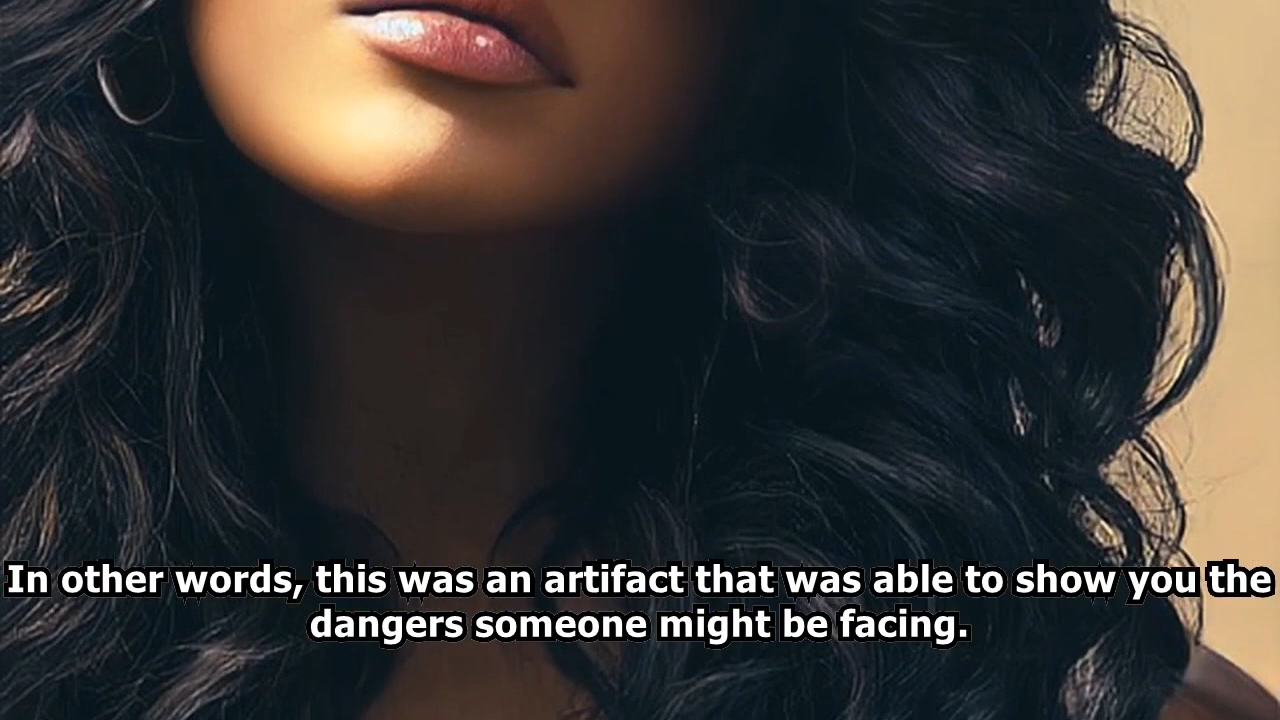 In other words, this was an artifact that was able to show you the
dangers someone might be facing.